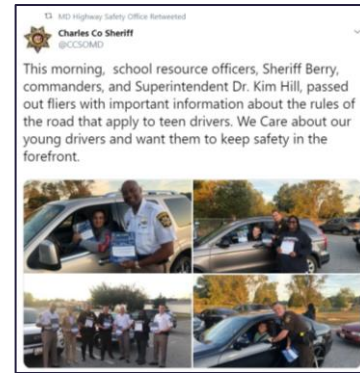 MD Highway Safety Office Retweeted
Charles Co Sheriff
@CCSOMD
This morning, school resource officers, Sheriff Berry,
commanders, and Superintendent Dr. Kim Hill, passed
out fliers with important information about the rules of
the road that apply to teen drivers. We Care about our
young drivers and want them to keep safety in the
forefront.